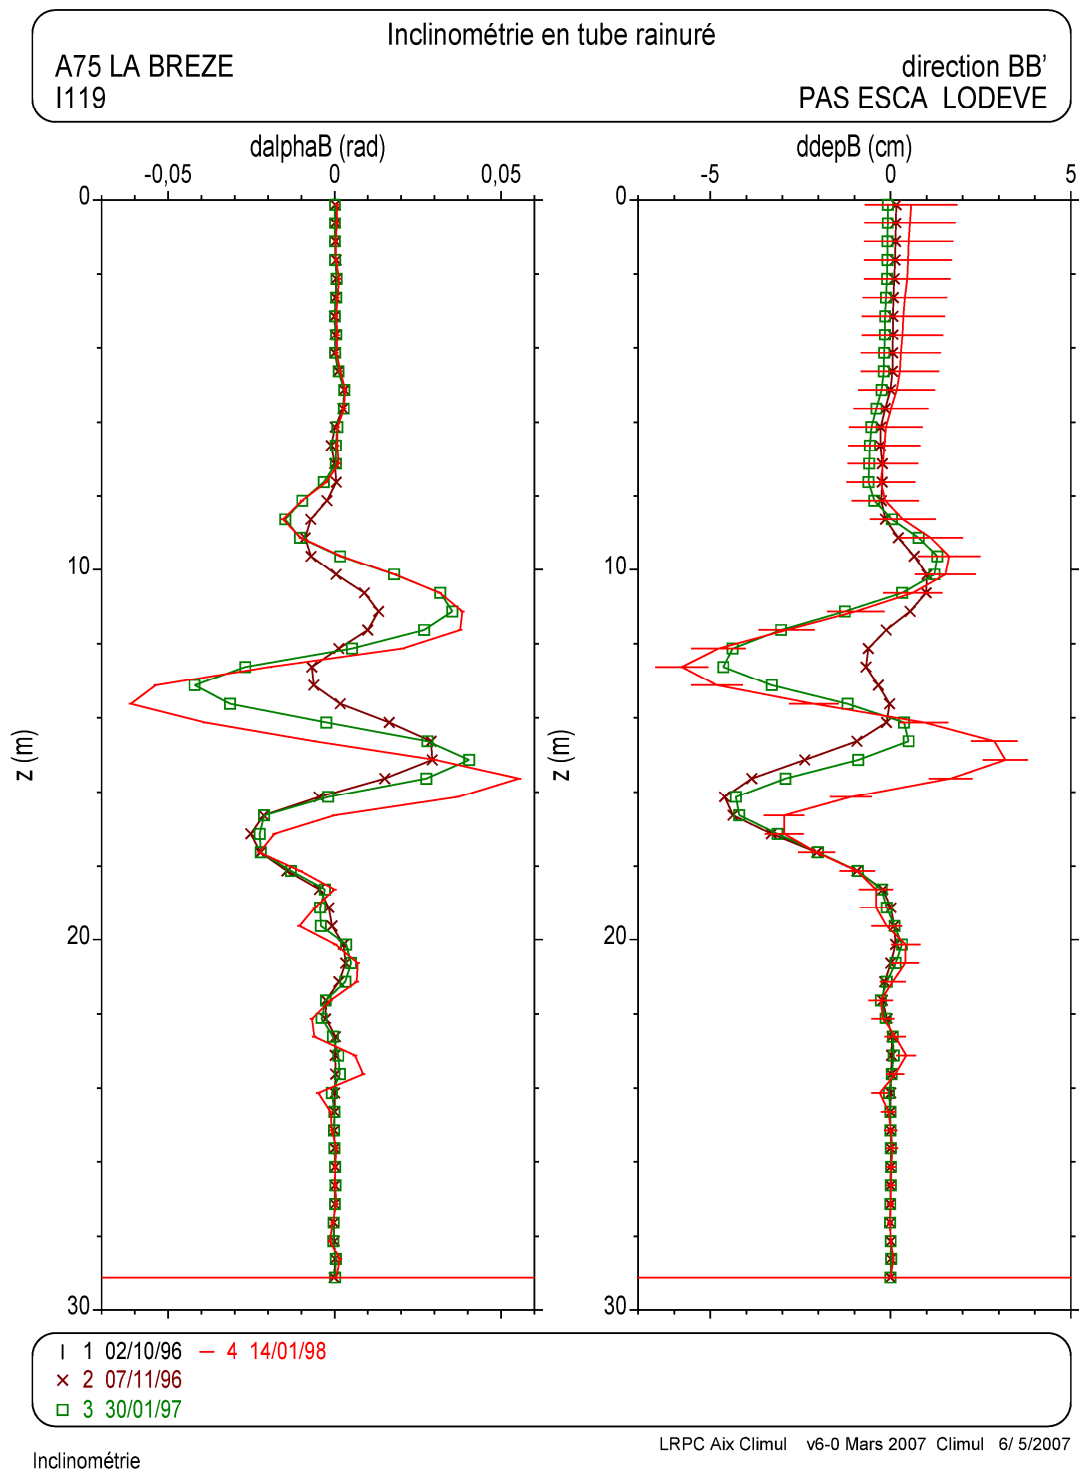 Inclinométrie en tube rainuré
A75 LA BREZE direction BB'
I119 PAS ESCA LODEVE
dalphaB (rad) ddepB (cm)
-0,05 0 0,05 -5 0 5
0 0
10 10
z (m) z (m)
20 20
30 30
1 02/10/96 4 14/01/98
2 07/11/96
3 30/01/97
LRPC Aix Climul v6-0 Mars 2007 Climul 6/ 5/2007
Inclinométrie